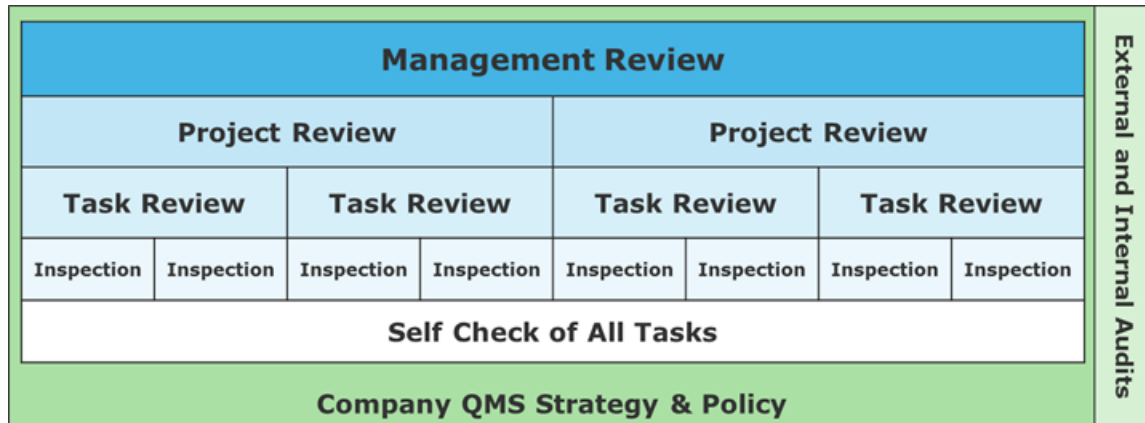 Management Review
Project Review Project Review
Task Review Task Review Task Review Task Review
Inspection Inspection Inspection Inspection Inspection Inspection Inspection Inspection
Self Check of All Tasks
Company QMS Strategy & Policy
External and Internal Audits